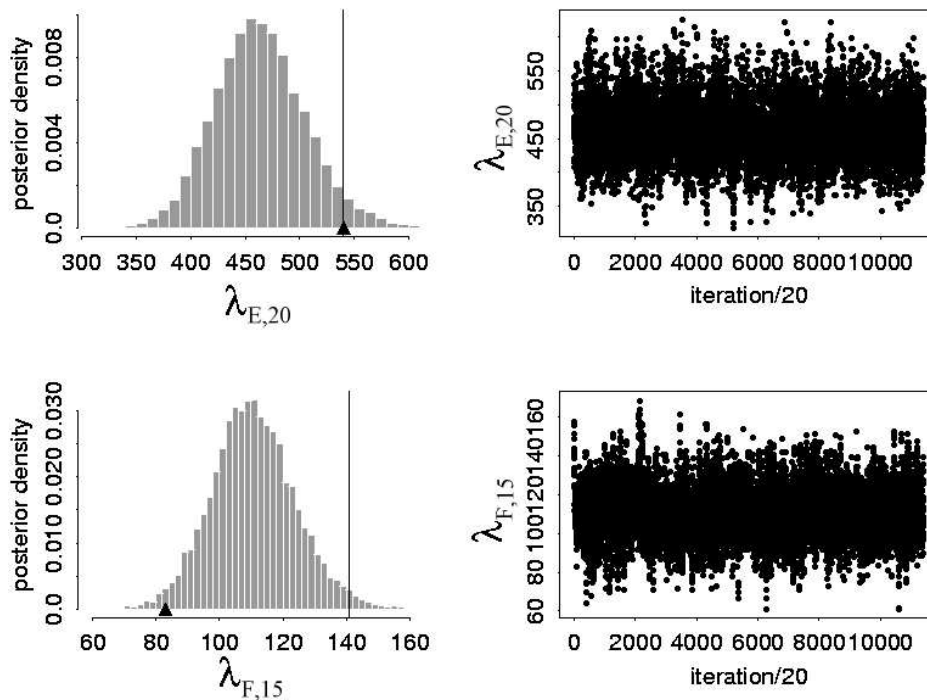 posterior density
0.0 0.004 0.008
300 350 400 450 500 550 600
λE,20
λE,20
350 450 550
0 2000 4000 6000 8000 10000
iteration/20
posterior density
0.0 0.010 0.020 0.030
60 80 100 120 140 160
λF,15
λF,15
60 80 100 120 140 160
0 2000 4000 6000 8000 10000
iteration/20